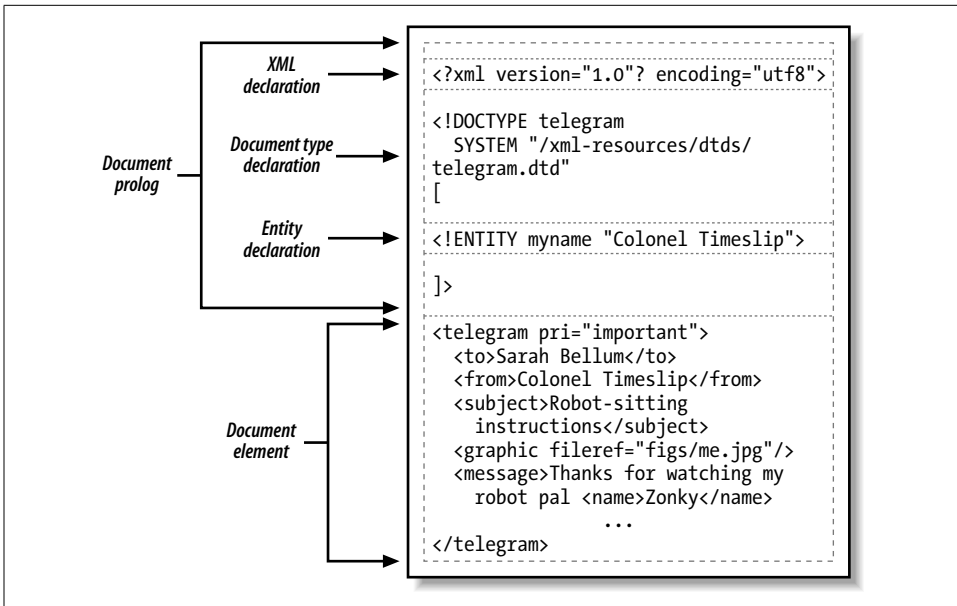 XML
declaration
Document type
declaration
Document
prolog
Entity
declaration
Document
element
<?xml version="1.0"? encoding="utf8">
<!DOCTYPE telegram
SYSTEM "/xml-resources/dtds/
telegram.dtd"
[
<!ENTITY myname "Colonel Timeslip">
]>
<telegram pri="important">
<to>Sarah Bellum</to>
<from>Colonel Timeslip</from>
<subject>Robot-sitting
instructions</subject>
<graphic fileref="figs/me.jpg"/>
<message>Thanks for watching my
robot pal <name>Zonky</name>
...
</telegram>